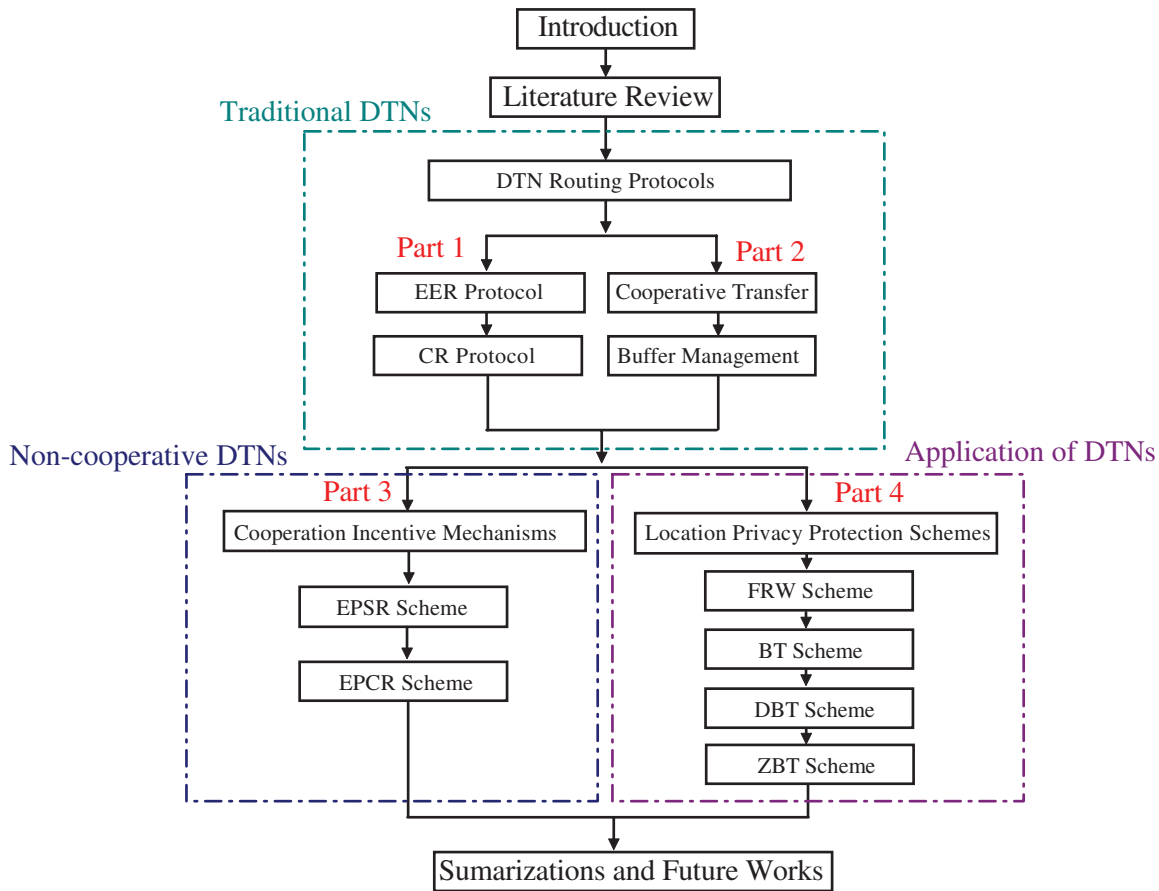 Introduction
Literature Review
Traditional DTNs
DTN Routing Protocols
Part 1
Part 2
EER Protocol
Cooperative Transfer
CR Protocol
Buffer Management
Non-cooperative DTNs
Application of DTNs
Part 3
Part 4
Cooperation Incentive Mechanisms
Location Privacy Protection Schemes
EPSR Scheme
FRW Scheme
EPCR Scheme
BT Scheme
DBT Scheme
ZBT Scheme
Sumarizations and Future Works